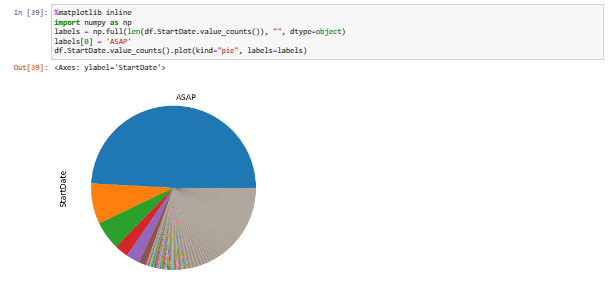 In [39]: %matplotlib inline
import numpy as np
labels = np.full(len(df.StartDate.value_counts()), "", dtype=object)
labels[0] = 'ASAP'
df.StartDate.value_counts().plot(kind="pie", labels=labels)
Out[39]: <Axes: ylabel='StartDate'>
ASAP
StartDate